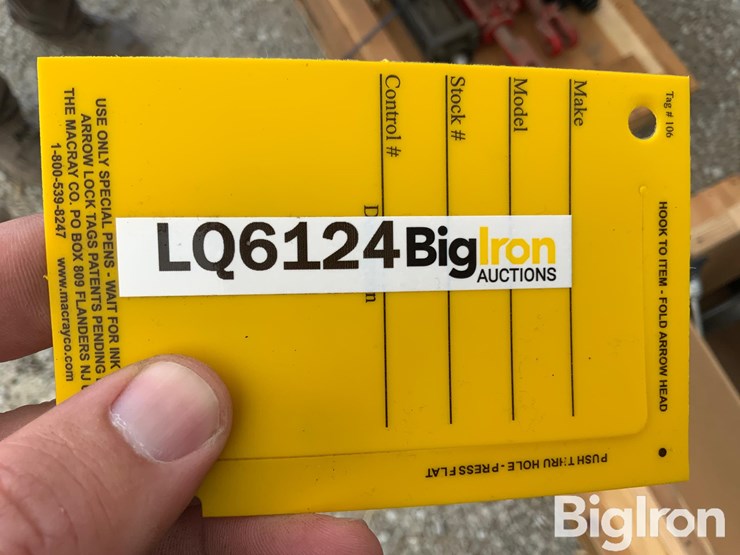 LQ6124BigIron
AUCTIONS
Tag # 106
Make
Model
Stock #
Control #
HOOK TO ITEM - FOLD ARROW HEAD
PUSH THRU HOLE - PRESS FLAT
USE ONLY SPECIAL PENS - WAIT FOR INK
ARROW LOCK TAGS PATENTS PENDING
THE MACRAY CO. PO BOX 809 FLANDERS NJ
1-800-539-8247 www.macrayco.com
BigIron